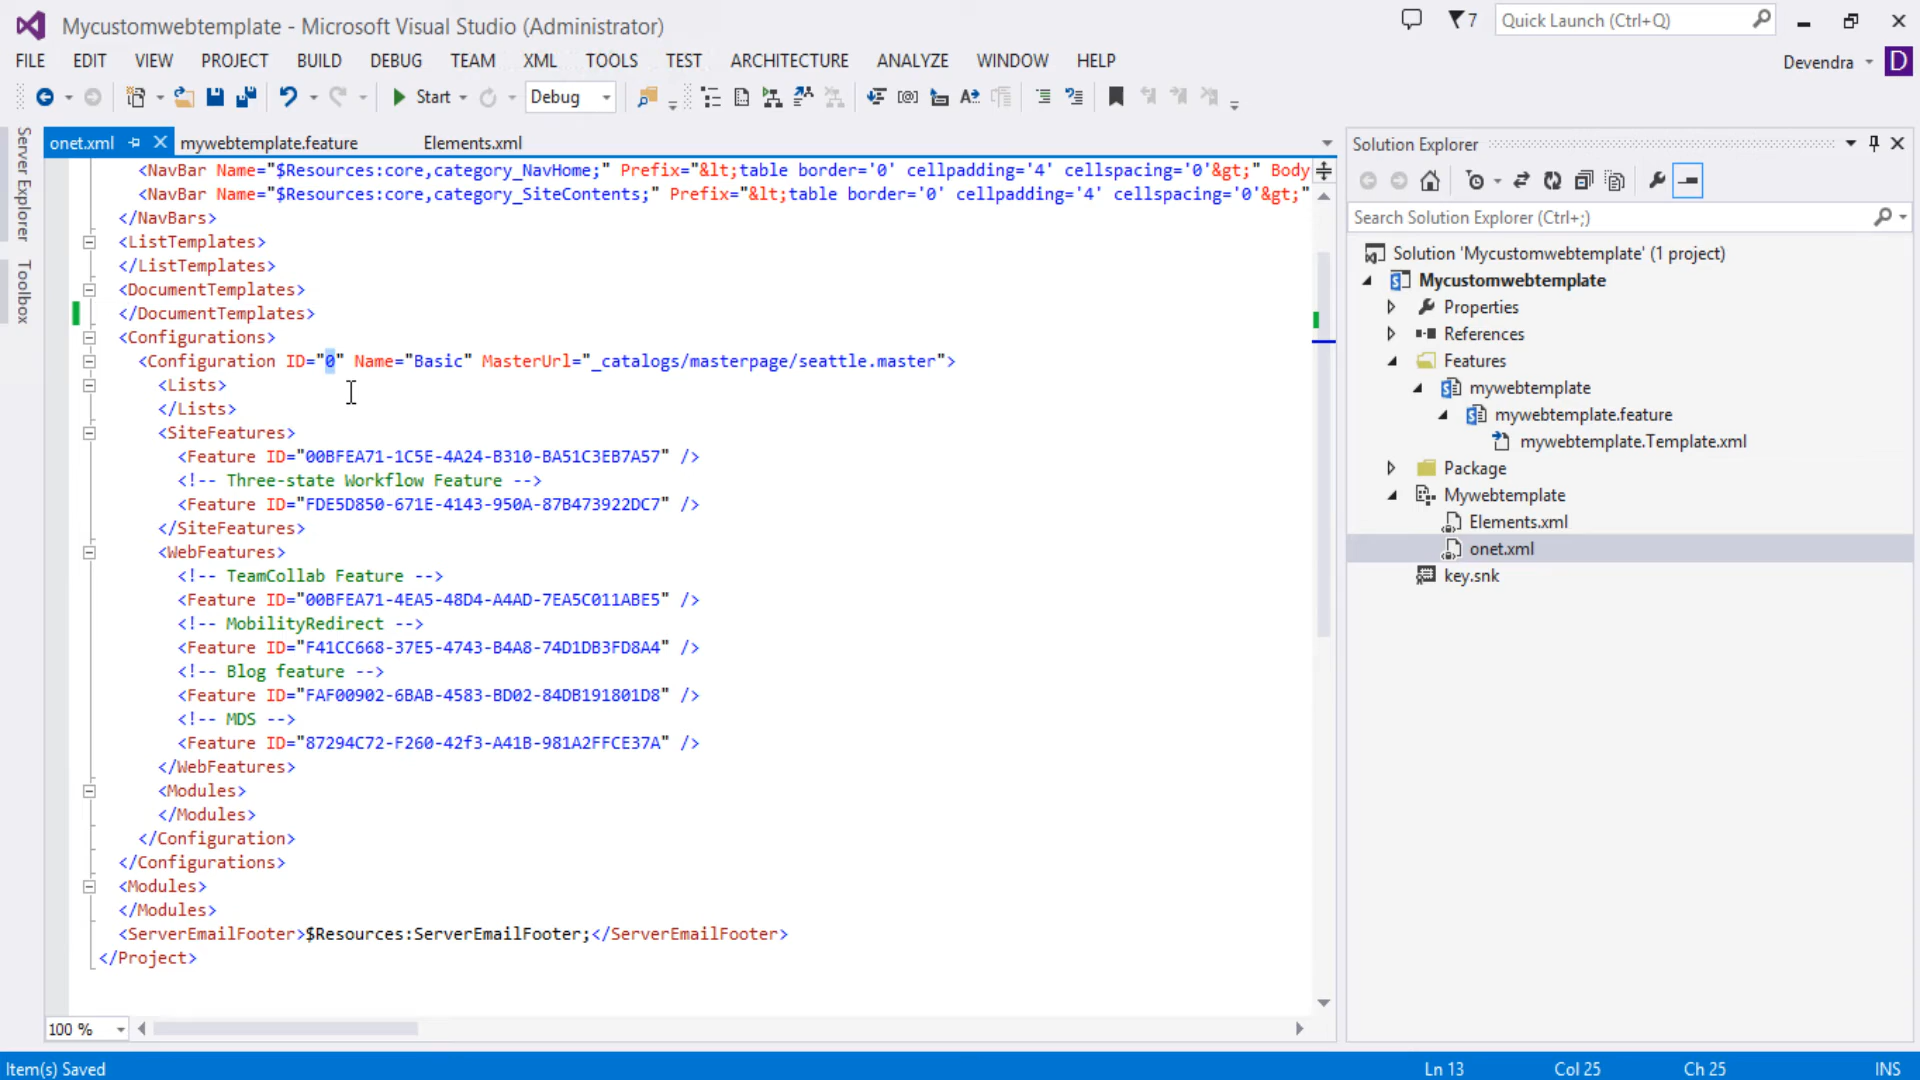 Mycustomwebtemplate - Microsoft Visual Studio (Administrator)
7
Quick Launch (Ctrl+Q)
FILE EDIT VIEW PROJECT BUILD DEBUG TEAM XML TOOLS TEST ARCHITECTURE ANALYZE WINDOW HELP
Devendra D
Start Debug
Server Explorer
Toolbox
onet.xml mywebtemplate.feature Elements.xml
<NavBar Name="$Resources:core,category_NavHome;" Prefix="&lt;table border='0' cellpadding='4' cellspacing='0'&gt;" Body
<NavBar Name="$Resources:core,category_SiteContents;" Prefix="&lt;table border='0' cellpadding='4' cellspacing='0'&gt;"
</NavBars>
<ListTemplates>
</ListTemplates>
<DocumentTemplates>
</DocumentTemplates>
<Configurations>
<Configuration ID="0" Name="Basic" MasterUrl="_catalogs/masterpage/seattle.master">
<Lists>
</Lists>
<SiteFeatures>
<Feature ID="00BFEA71-1C5E-4A24-B310-BA51C3EB7A57" />
<!-- Three-state Workflow Feature -->
<Feature ID="FDE5D850-671E-4143-950A-87B473922DC7" />
</SiteFeatures>
<WebFeatures>
<!-- TeamCollab Feature -->
<Feature ID="00BFEA71-4EA5-48D4-A4AD-7EA5C011ABE5" />
<!-- MobilityRedirect -->
<Feature ID="F41CC668-37E5-4743-B4A8-74D1DB3FD8A4" />
<!-- Blog feature -->
<Feature ID="FAF00902-6BAB-4583-BD02-84DB191801D8" />
<!-- MDS -->
<Feature ID="87294C72-F260-42f3-A41B-981A2FFCE37A" />
</WebFeatures>
<Modules>
</Modules>
</Configuration>
</Configurations>
<Modules>
</Modules>
<ServerEmailFooter>$Resources:ServerEmailFooter;</ServerEmailFooter>
</Project>
100 %
Solution Explorer
Search Solution Explorer (Ctrl+;)
Solution 'Mycustomwebtemplate' (1 project)
Mycustomwebtemplate
Properties
References
Features
mywebtemplate
mywebtemplate.feature
mywebtemplate.Template.xml
Package
Mywebtemplate
Elements.xml
onet.xml
key.snk
Item(s) Saved Ln 13 Col 25 Ch 25 INS